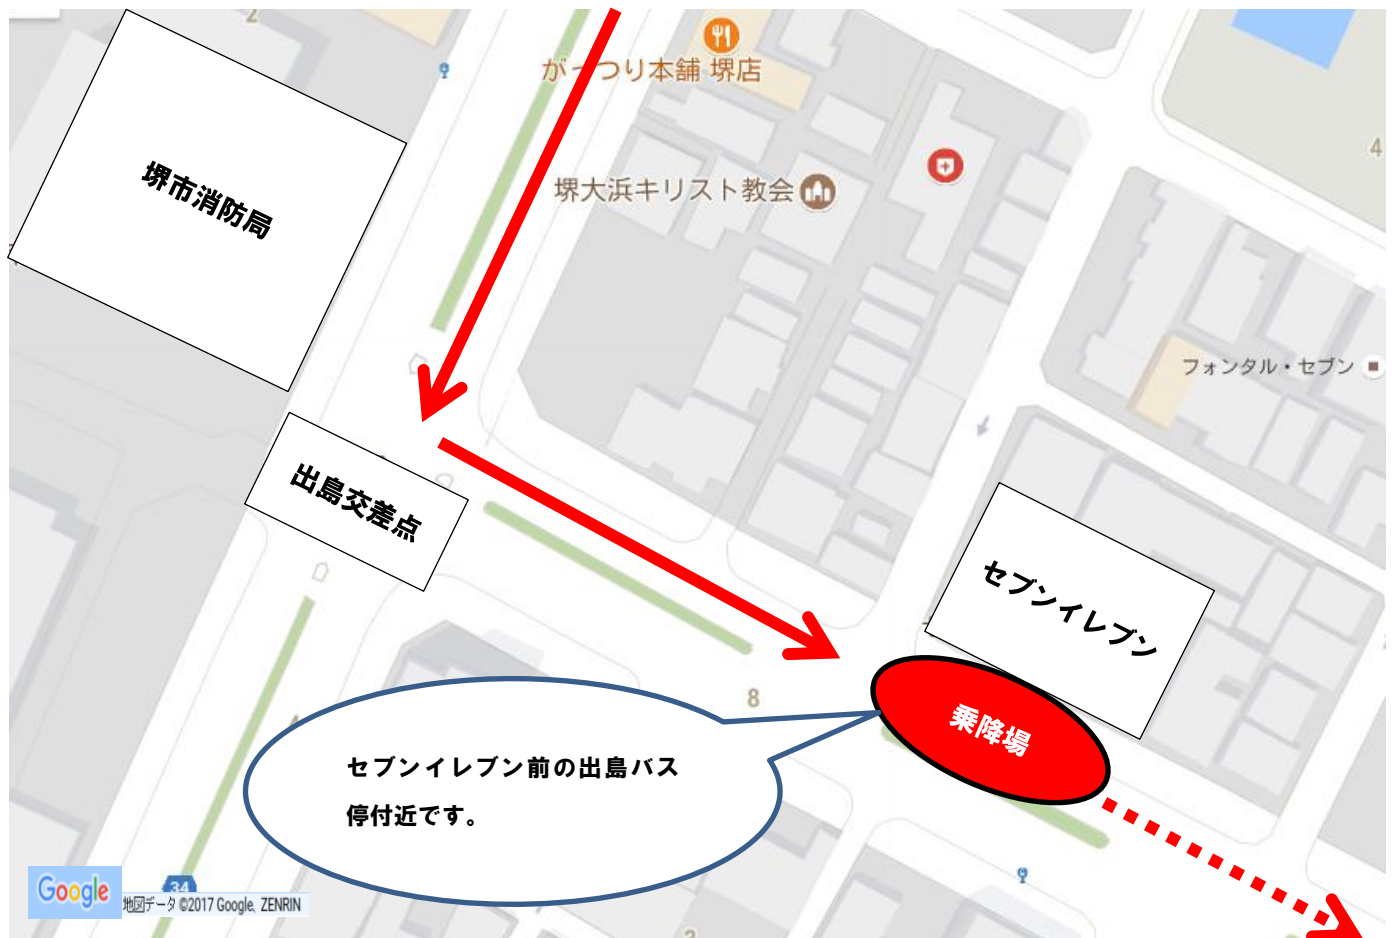 2
がっつり本舗 堺店
4
堺市消防局
堺大浜キリスト教会
フォンタル・セブン
出島交差点
セブンイレブン
8
乗降場
セブンイレブン前の出島バス
停付近です。
34
Google
地図データ ©2017 Google, ZENRIN